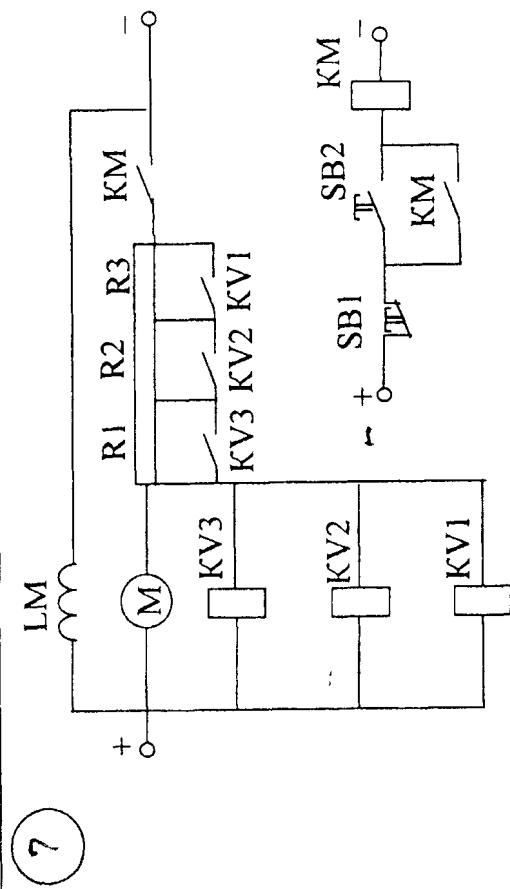 7
LM
+ M R1 R2 R3 KM −
KV3 KV3 KV2 KV1
KV2
KV1
+ SB1 SB2 KM −
KM